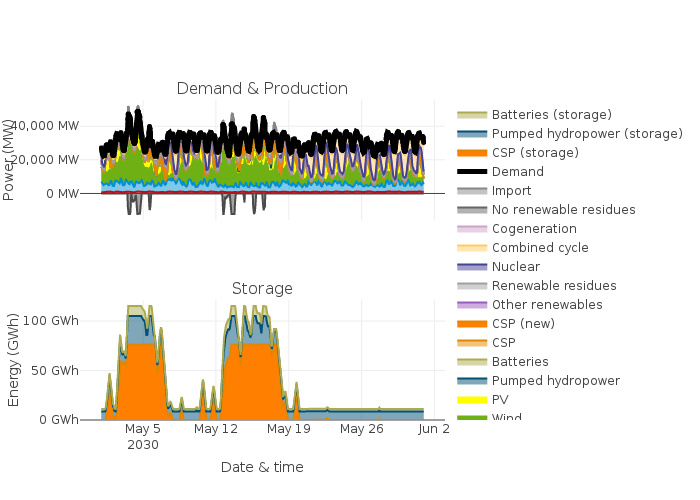 Demand & Production
Power (MW)
40,000 MW
20,000 MW
0 MW
Storage
Energy (GWh)
100 GWh
50 GWh
0 GWh
May 5
2030
May 12
May 19
May 26
Jun 2
Date & time
Batteries (storage)
Pumped hydropower (storage)
CSP (storage)
Demand
Import
No renewable residues
Cogeneration
Combined cycle
Nuclear
Renewable residues
Other renewables
CSP (new)
CSP
Batteries
Pumped hydropower
PV
Wind